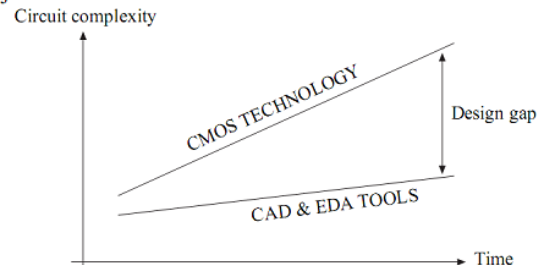 Circuit complexity
CMOS TECHNOLOGY
Design gap
CAD & EDA TOOLS
Time